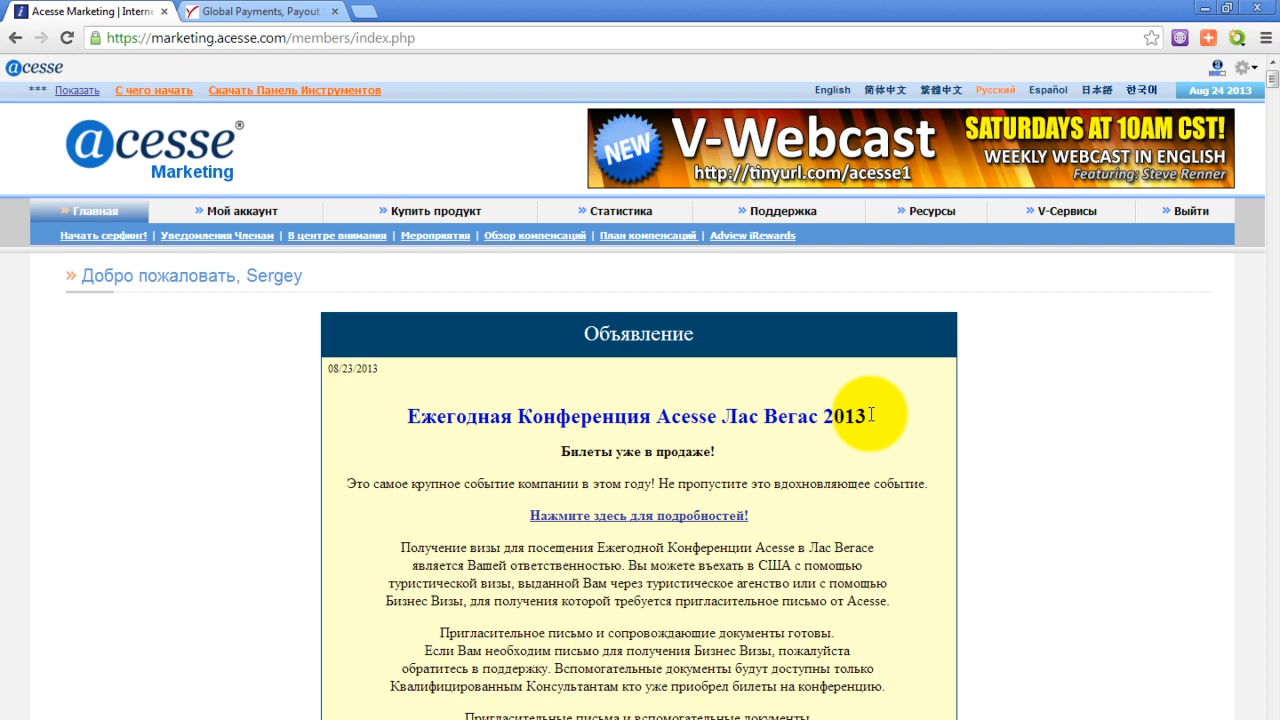 Acesse Marketing | Intern
Global Payments, Payout
https://marketing.acesse.com/members/index.php
acesse
*** Показать С чего начать Скачать Панель Инструментов
English 简体中文 繁體中文 Русский Español 日本語 한국어 Aug 24 2013
acesse®
Marketing
NEW
V-Webcast
http://tinyurl.com/acesse1
SATURDAYS AT 10AM CST!
WEEKLY WEBCAST IN ENGLISH
Featuring: Steve Renner
» Главная » Мой аккаунт » Купить продукт » Статистика » Поддержка » Ресурсы » V-Сервисы » Выйти
Начать серфинг! | Уведомления Членам | В центре внимания | Мероприятия | Обзор компенсаций | План компенсаций | Adview iRewards
» Добро пожаловать, Sergey
Объявление
08/23/2013
Ежегодная Конференция Acesse Лас Вегас 2013
Билеты уже в продаже!
Это самое крупное событие компании в этом году! Не пропустите это вдохновляющее событие.
Нажмите здесь для подробностей!
Получение визы для посещения Ежегодной Конференции Acesse в Лас Вегасе
является Вашей ответственностью. Вы можете въехать в США с помощью
туристической визы, выданной Вам через туристическое агенство или с помощью
Бизнес Визы, для получения которой требуется пригласительное письмо от Acesse.
Пригласительное письмо и сопровождающие документы готовы.
Если Вам необходим письмо для получения Бизнес Визы, пожалуйста
обратитесь в поддержку. Вспомогательные документы будут доступны только
Квалифицированным Консультантам кто уже приобрел билеты на конференцию.
Пригласительные письма и вспомогательные документы